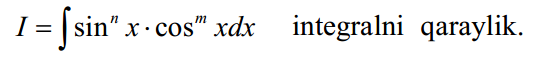 I = ∫ sinⁿ x · cosᵐ xdx integralni qaraylik.